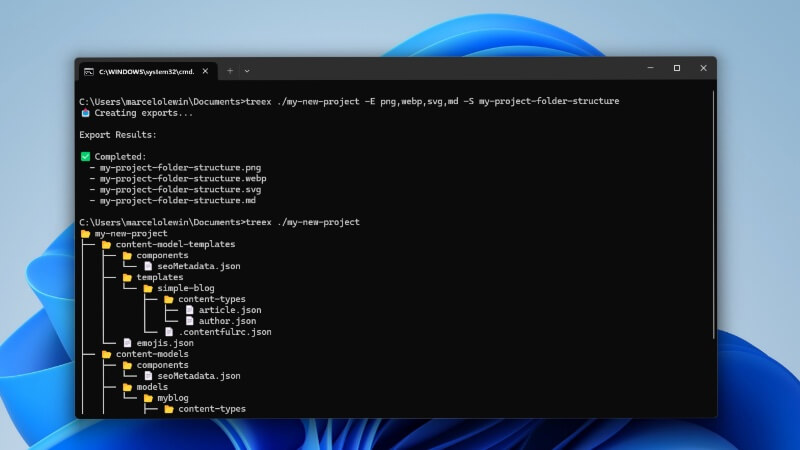 C:\WINDOWS\system32\cmd.
C:\Users\marcelolewin\Documents>treex ./my-new-project -E png,webp,svg,md -S my-project-folder-structure
Creating exports...
Export Results:
Completed:
- my-project-folder-structure.png
- my-project-folder-structure.webp
- my-project-folder-structure.svg
- my-project-folder-structure.md
C:\Users\marcelolewin\Documents>treex ./my-new-project
my-new-project
content-model-templates
components
seoMetadata.json
templates
simple-blog
content-types
article.json
author.json
.contentfulrc.json
emojis.json
content-models
components
seoMetadata.json
models
myblog
content-types